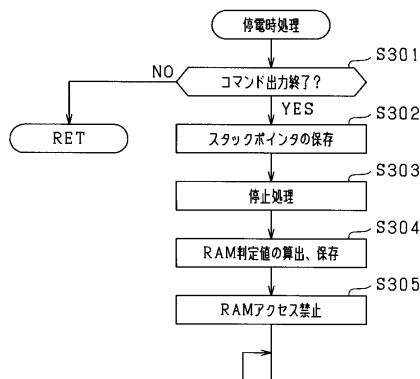 停電時処理
S301
NO
コマンド出力終了?
YES
S302
RET
スタックポインタの保存
S303
停止処理
S304
RAM判定値の算出、保存
S305
RAMアクセス禁止